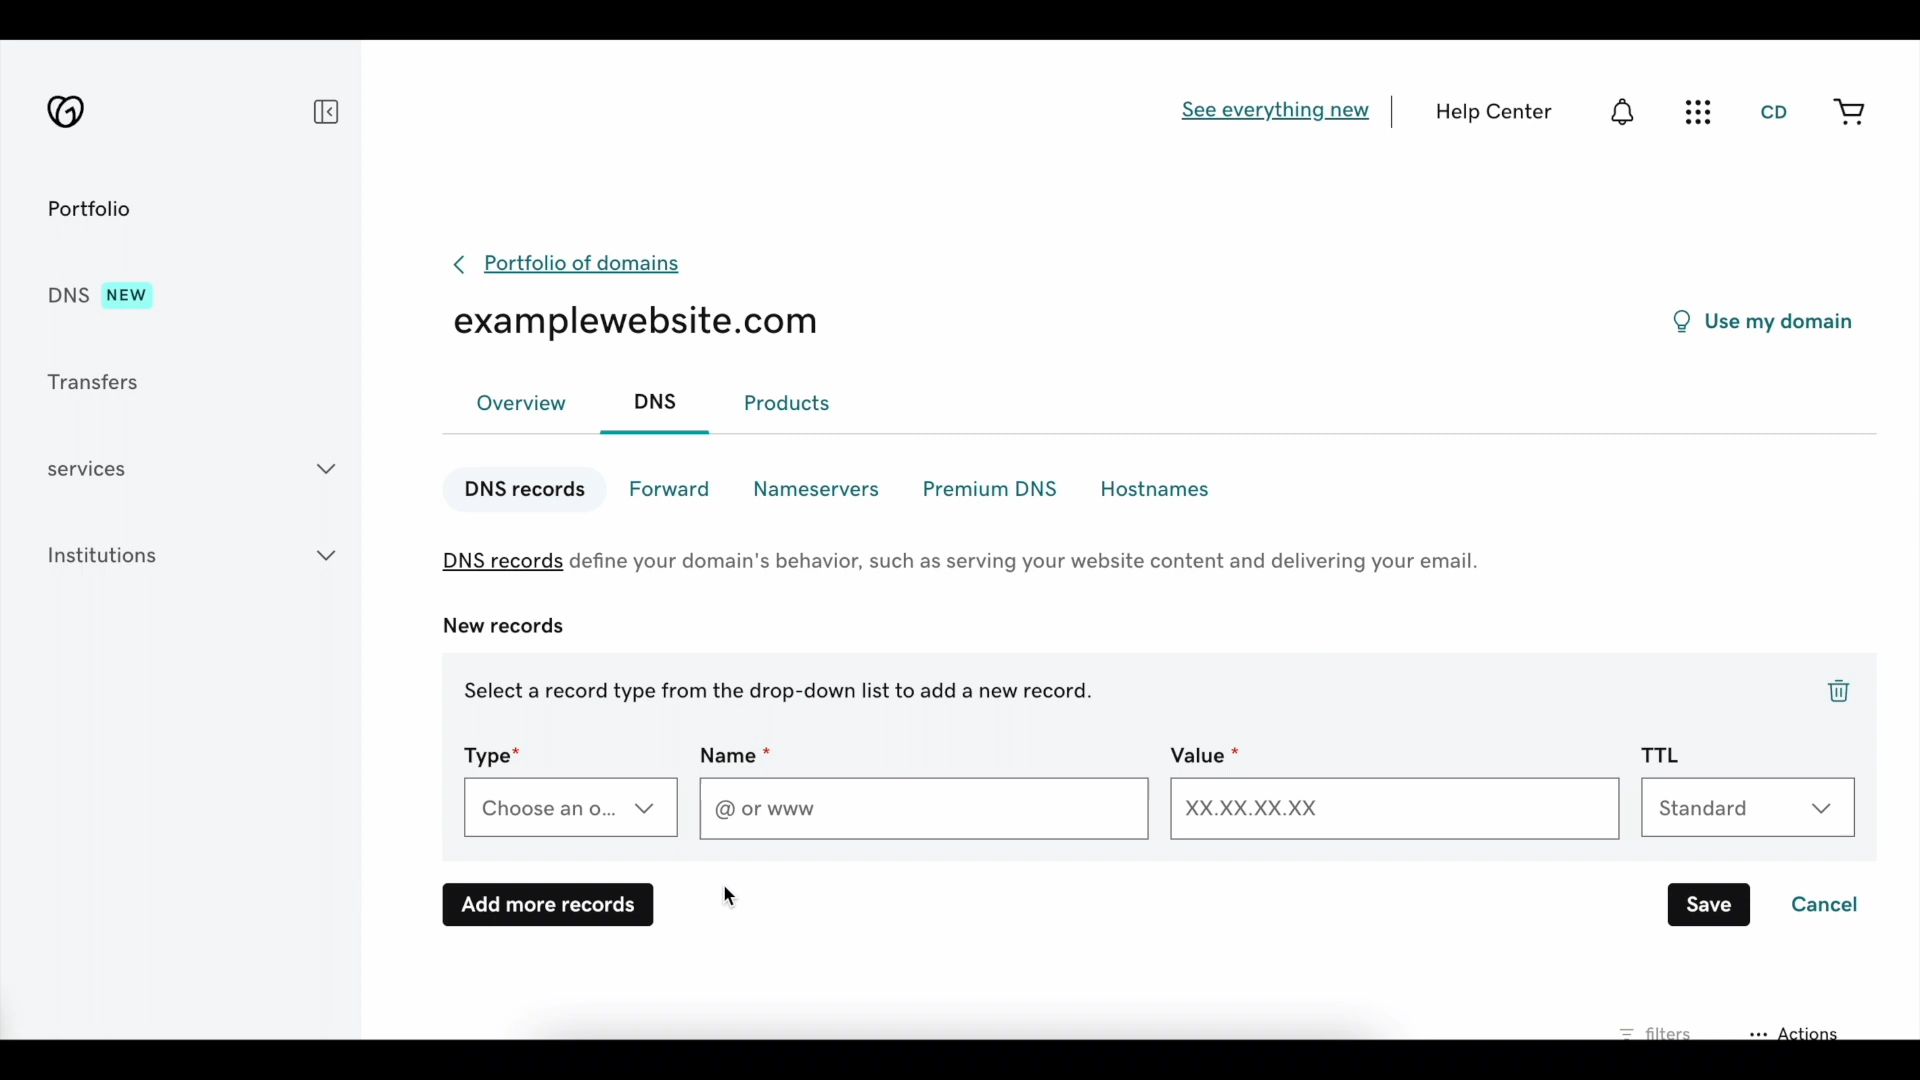 See everything new
Help Center
CD
Portfolio
DNS NEW
Transfers
services
Institutions
Portfolio of domains
examplewebsite.com
Use my domain
Overview
DNS
Products
DNS records
Forward
Nameservers
Premium DNS
Hostnames
DNS records define your domain's behavior, such as serving your website content and delivering your email.
New records
Select a record type from the drop-down list to add a new record.
Type*
Name *
Value *
TTL
Choose an o...
@ or www
XX.XX.XX.XX
Standard
Add more records
Save
Cancel
filters
Actions